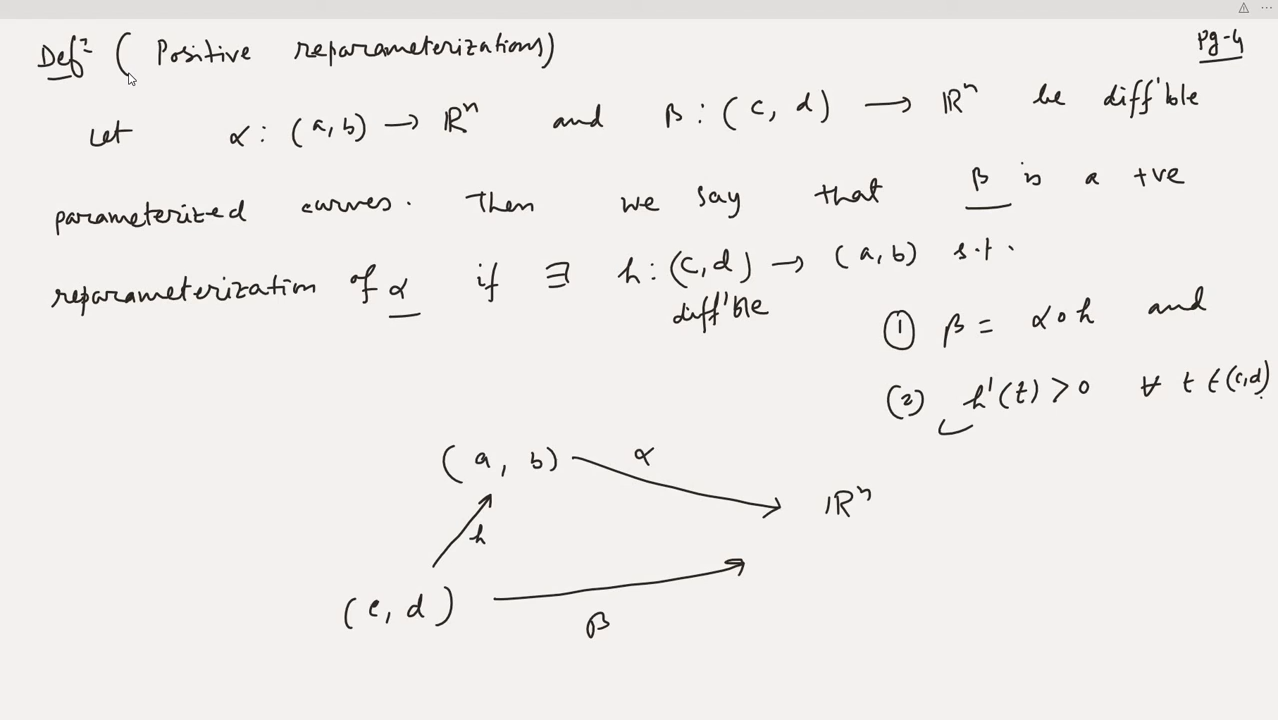 Defⁿ (Positive reparameterizations)
Pg-4
Let α : (a, b) → ℝⁿ and β : (c, d) → ℝⁿ be diff'ble
parameterized curves. Then we say that β is a +ve
reparameterization of α if ∃ h : (c, d) → (a, b) s.t.
diff'ble
① β = α∘h and
(2) h'(t) > 0 ∀ t ∈ (c,d)
(a, b) α
ℝⁿ
h
(c, d)
β